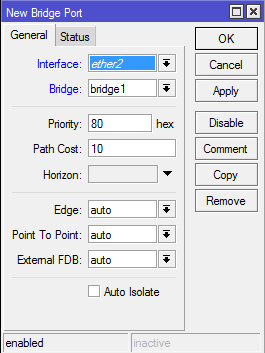 New Bridge Port
General Status
OK
Interface: ether2
Cancel
Bridge: bridge1
Apply
Priority: 80 hex
Disable
Path Cost: 10
Comment
Horizon:
Copy
Remove
Edge: auto
Point To Point: auto
External FDB: auto
Auto Isolate
enabled inactive